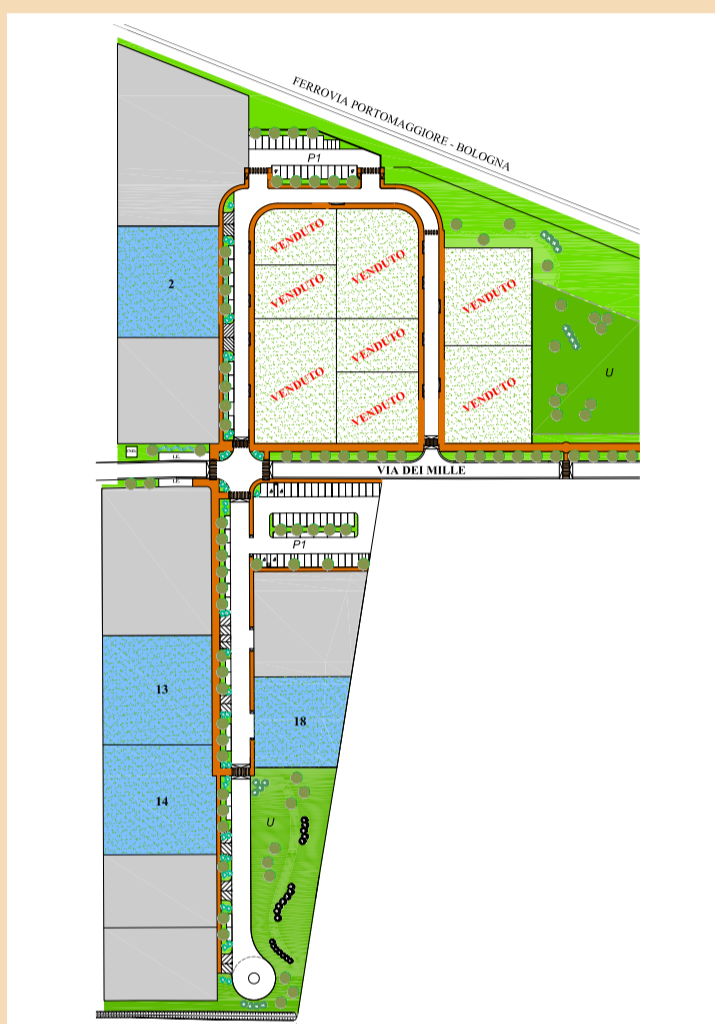 FERROVIA PORTOMAGGIORE - BOLOGNA
P1
VENDUTO
VENDUTO
2
VENDUTO
VENDUTO
VENDUTO
VENDUTO
U
VENDUTO
VENDUTO
VIA DEI MILLE
P1
13
18
14
U